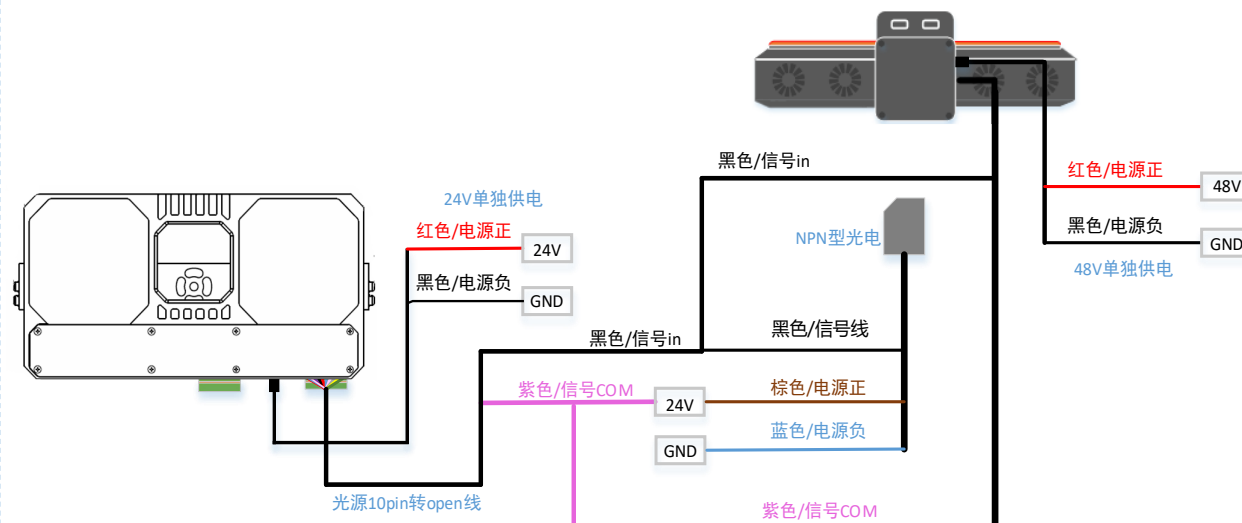 黑色/信号in
红色/电源正
48V
24V单独供电
红色/电源正
24V
NPN型光电
黑色/电源负
GND
48V单独供电
黑色/电源负
GND
黑色/信号in
黑色/信号线
紫色/信号COM
24V
棕色/电源正
GND
蓝色/电源负
光源10pin转open线
紫色/信号COM